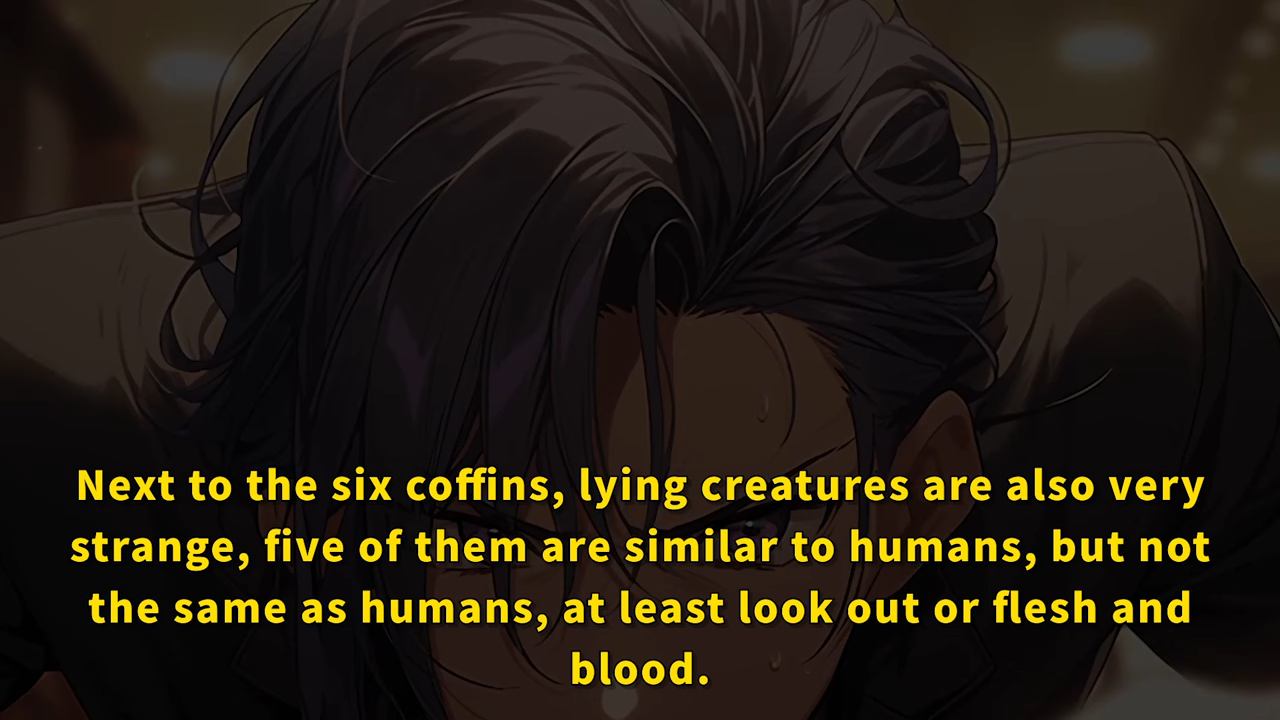 Next to the six coffins, lying creatures are also very
strange, five of them are similar to humans, but not
the same as humans, at least look out or flesh and
blood.